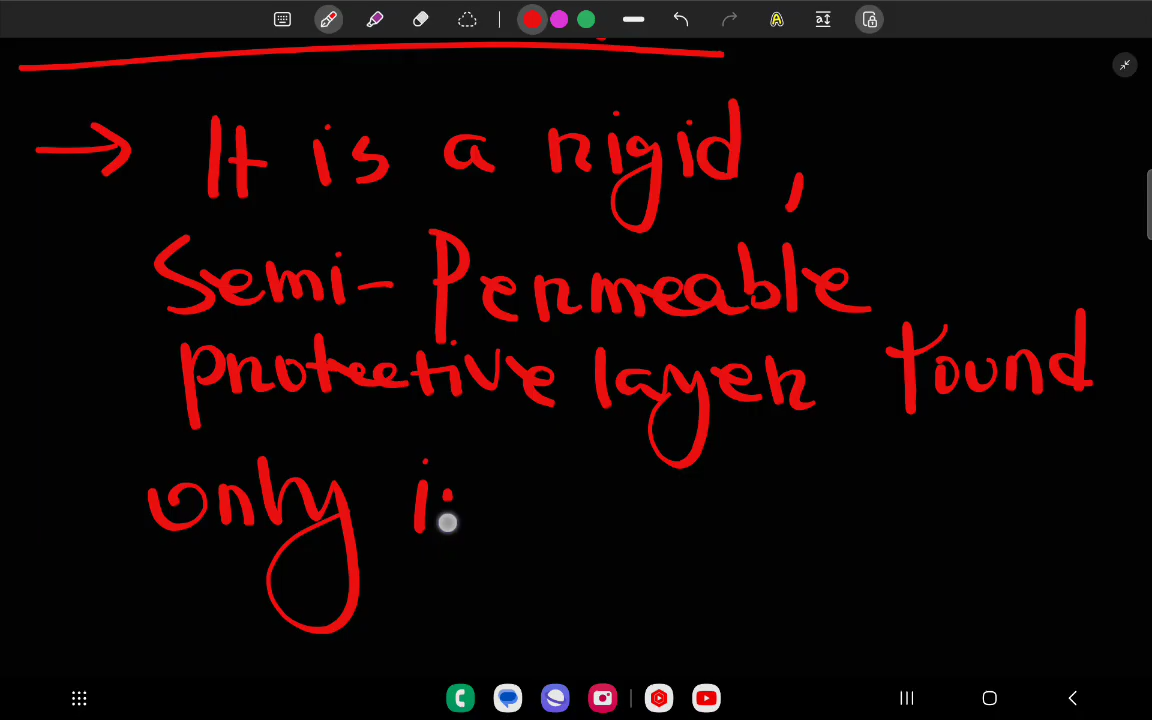 → It is a rigid,
Semi-Permeable
protective layer found
only i